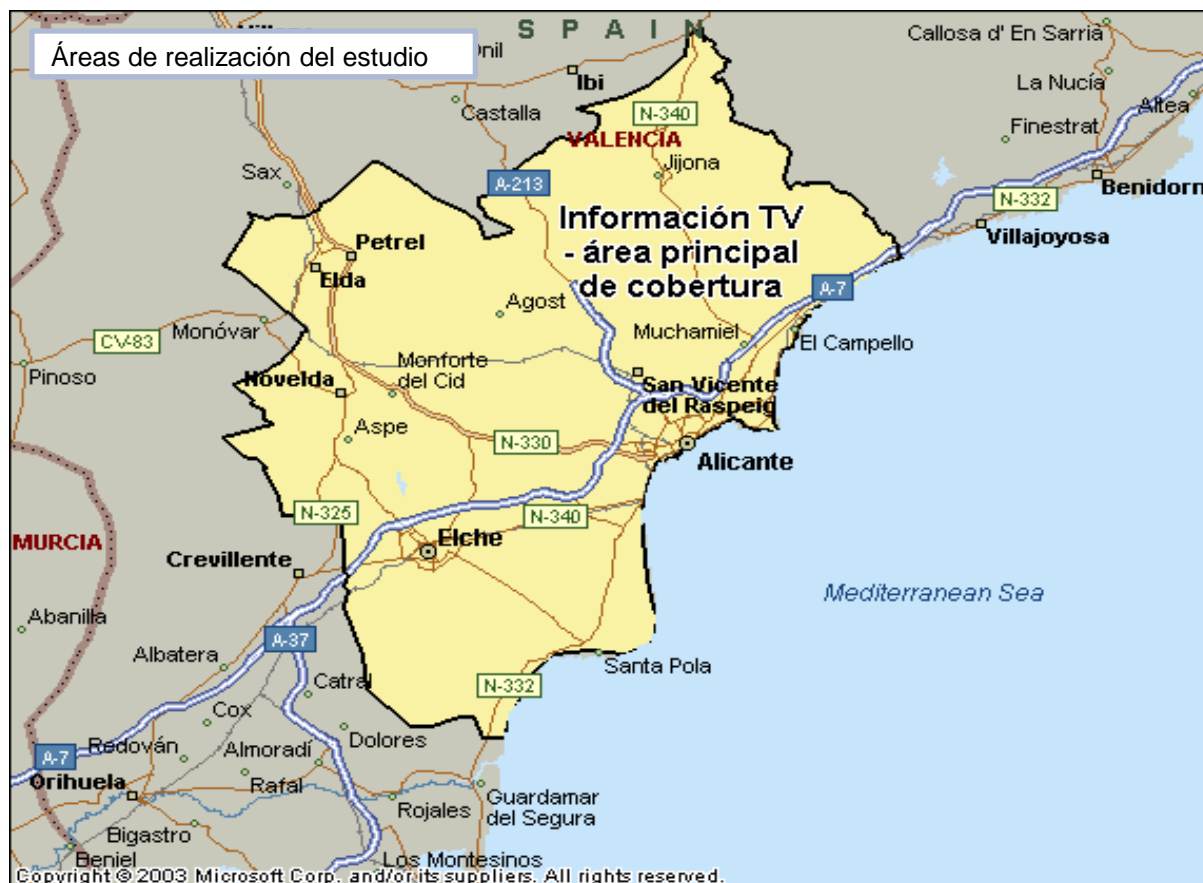 SPAIN
Áreas de realización del estudio
Callosa d' En Sarriá
Ibi
La Nucía
Altea
Castalla
N-340
Finestrat
VALENCIA
Jijona
Sax
A-213
Benidorm
N-332
Información TV
- área principal
de cobertura
Villajoyosa
Petrel
Elda
A-7
Agost
Monóvar
Muchamiel
El Campello
CV-83
Pinoso
Monforte
del Cid
Novelda
San Vicente
del Raspeig
Aspe
N-330
Alicante
N-325
N-340
MURCIA
Elche
Crevillente
Mediterranean Sea
Abanilla
A-37
Albatera
Santa Pola
N-332
Catral
Cox
Dolores
A-7
Redován
Almoradí
Orihuela
Rafal
Rojales
Guardamar
del Segura
Bigastro
Beniel
Los Montesinos
Copyright © 2003 Microsoft Corp. and/or its suppliers. All rights reserved.